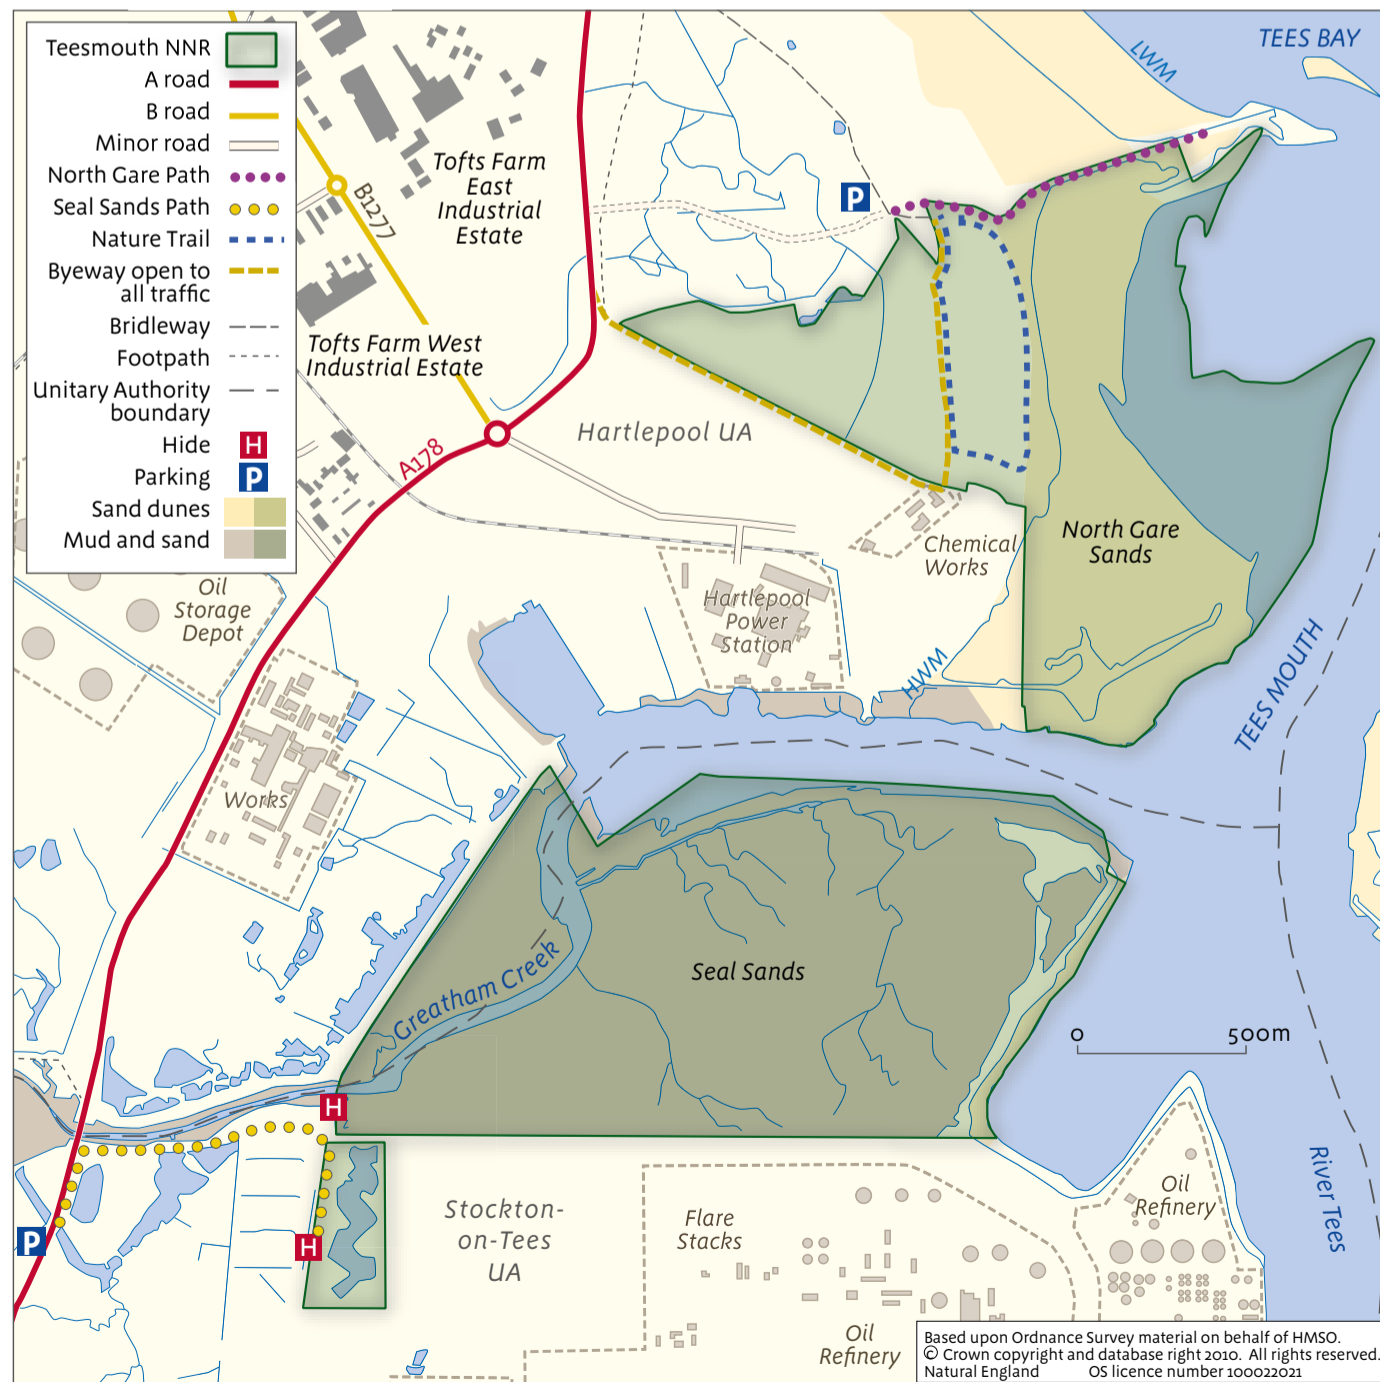 Teesmouth NNR
A road
B road
Minor road
North Gare Path
Seal Sands Path
Nature Trail
Byeway open to
all traffic
Bridleway
Footpath
Unitary Authority
boundary
Hide
H
Parking
P
Sand dunes
Mud and sand
TEES BAY
LWM
Tofts Farm
East
Industrial
Estate
B1277
P
Tofts Farm West
Industrial Estate
Hartlepool UA
A178
North Gare
Sands
Chemical
Works
Oil
Storage
Depot
Hartlepool
Power
Station
HWM
TEES MOUTH
Works
Greatham Creek
Seal Sands
0 500m
H
P
H
Stockton-
on-Tees
UA
Flare
Stacks
Oil
Refinery
River Tees
Oil
Refinery
Based upon Ordnance Survey material on behalf of HMSO.
© Crown copyright and database right 2010. All rights reserved.
Natural England OS licence number 100022021